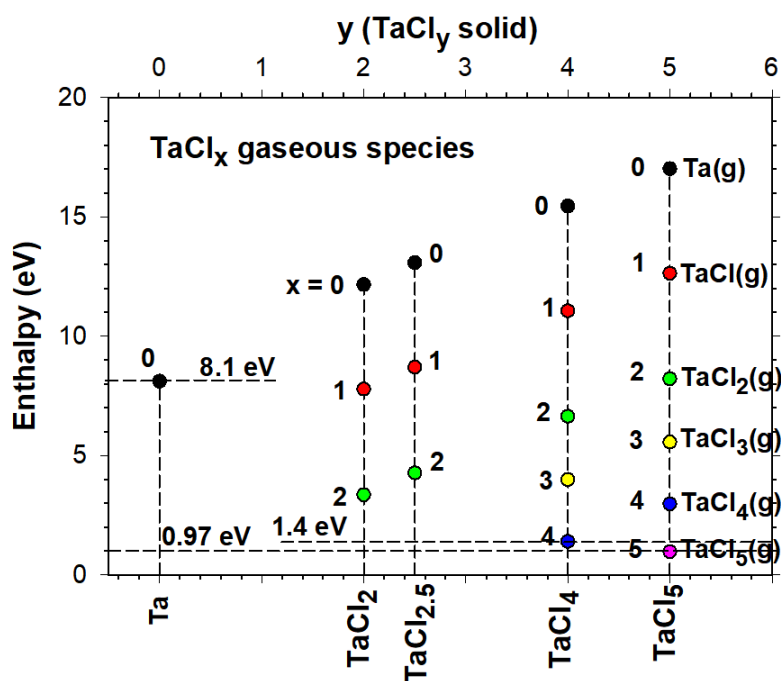 y (TaCl_y solid)
0 1 2 3 4 5 6
20
TaCl_x gaseous species
0 Ta(g)
0
15
0
1 TaCl(g)
x = 0
1
10
1
0
8.1 eV
1
2 TaCl_2(g)
2
3 TaCl_3(g)
2
5
3
2
4 TaCl_4(g)
1.4 eV
4
0.97 eV
5 TaCl_5(g)
0
Enthalpy (eV)
Ta
TaCl_2
TaCl_2.5
TaCl_4
TaCl_5